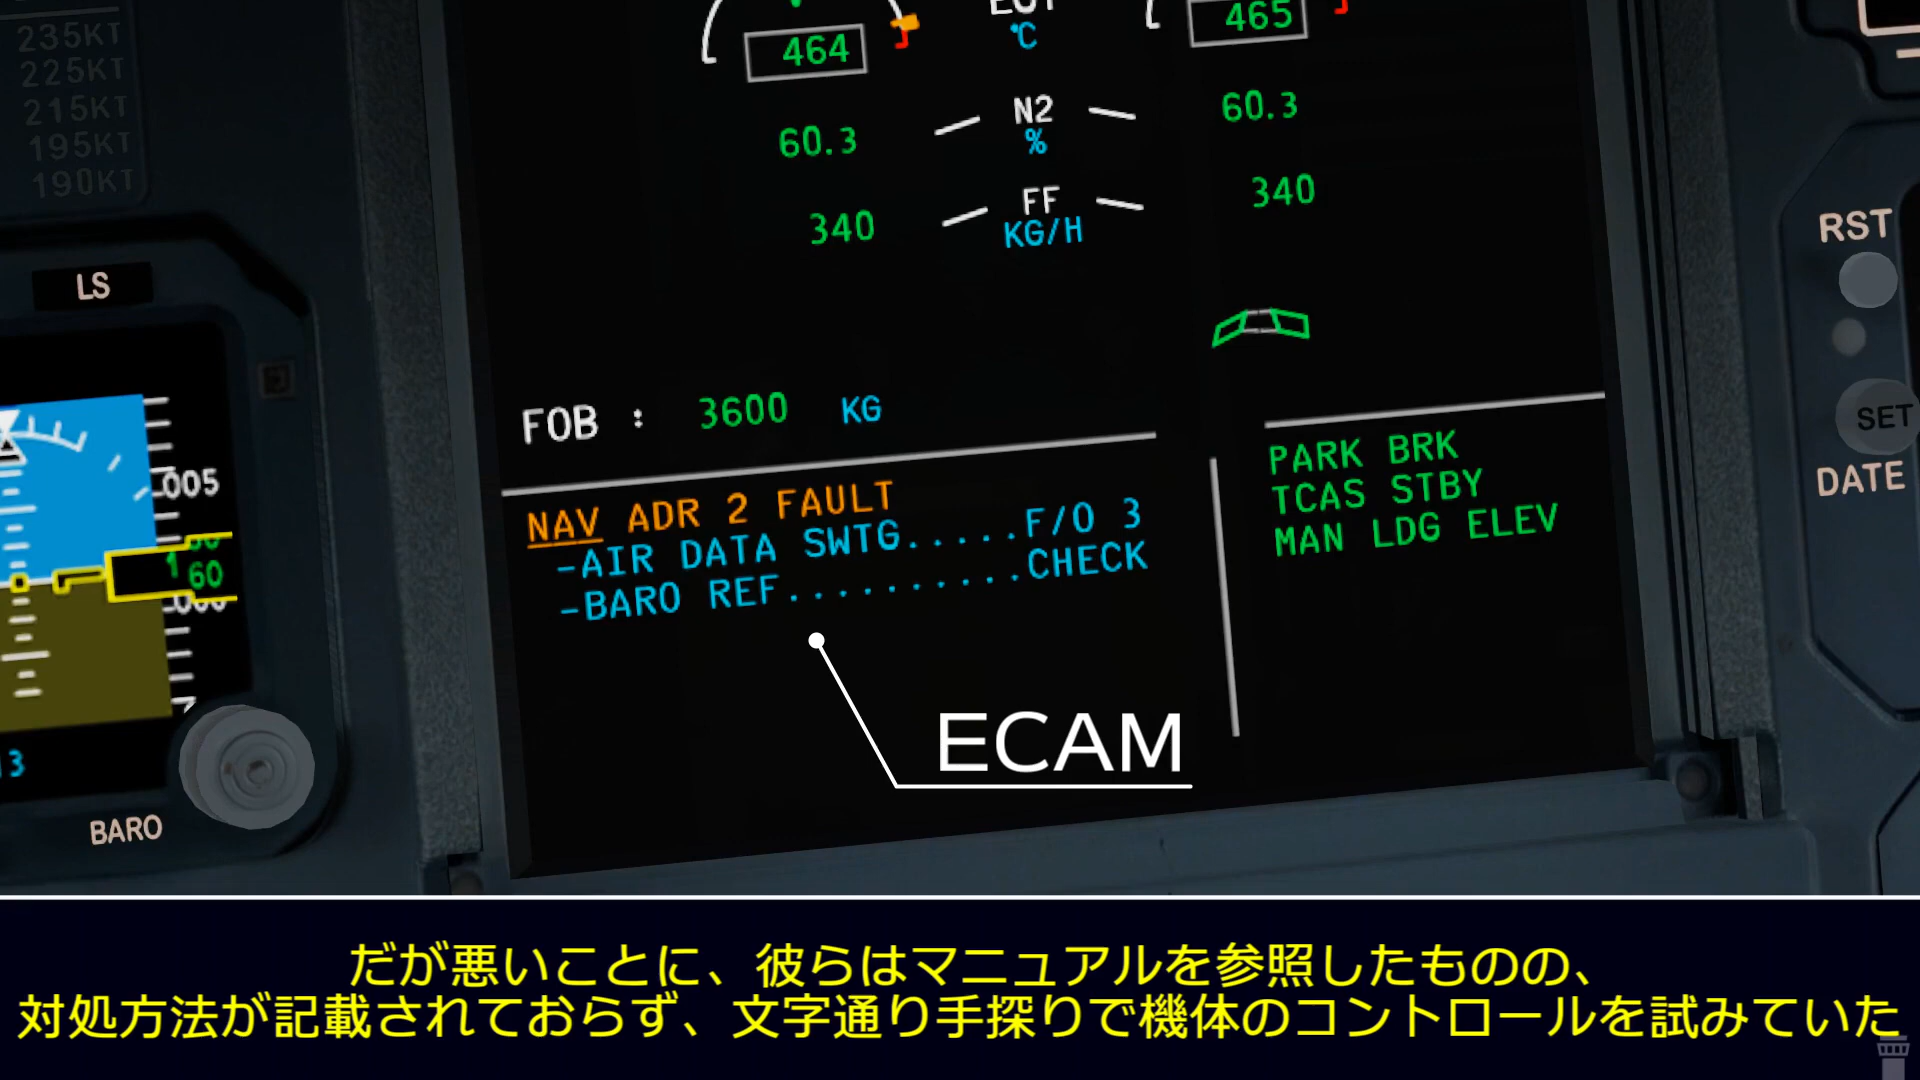 235KT
225KT
215KT
195KT
190KT
LS
005
60
BARO
464
°C
465
60.3
N2
%
60.3
340
FF
KG/H
340
FOB : 3600 KG
NAV ADR 2 FAULT
-AIR DATA SWTG.....F/O 3
-BARO REF..........CHECK
PARK BRK
TCAS STBY
MAN LDG ELEV
ECAM
RST
SET
DATE
だが悪いことに、彼らはマニュアルを参照したものの、
対処方法が記載されておらず、文字通り手探りで機体のコントロールを試みていた